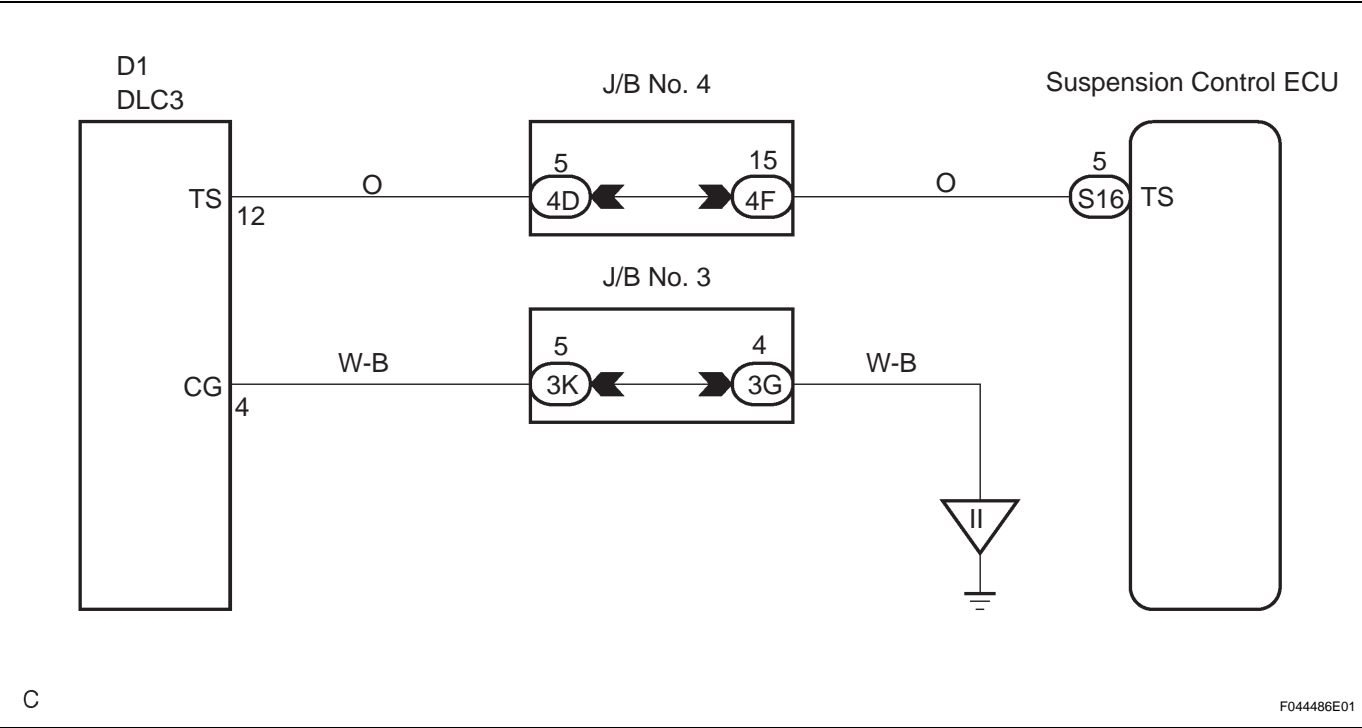 D1
DLC3
J/B No. 4
Suspension Control ECU
TS
12
O
5
4D
15
4F
O
5
S16
TS
J/B No. 3
CG
4
W-B
5
3K
4
3G
W-B
II
C
F044486E01